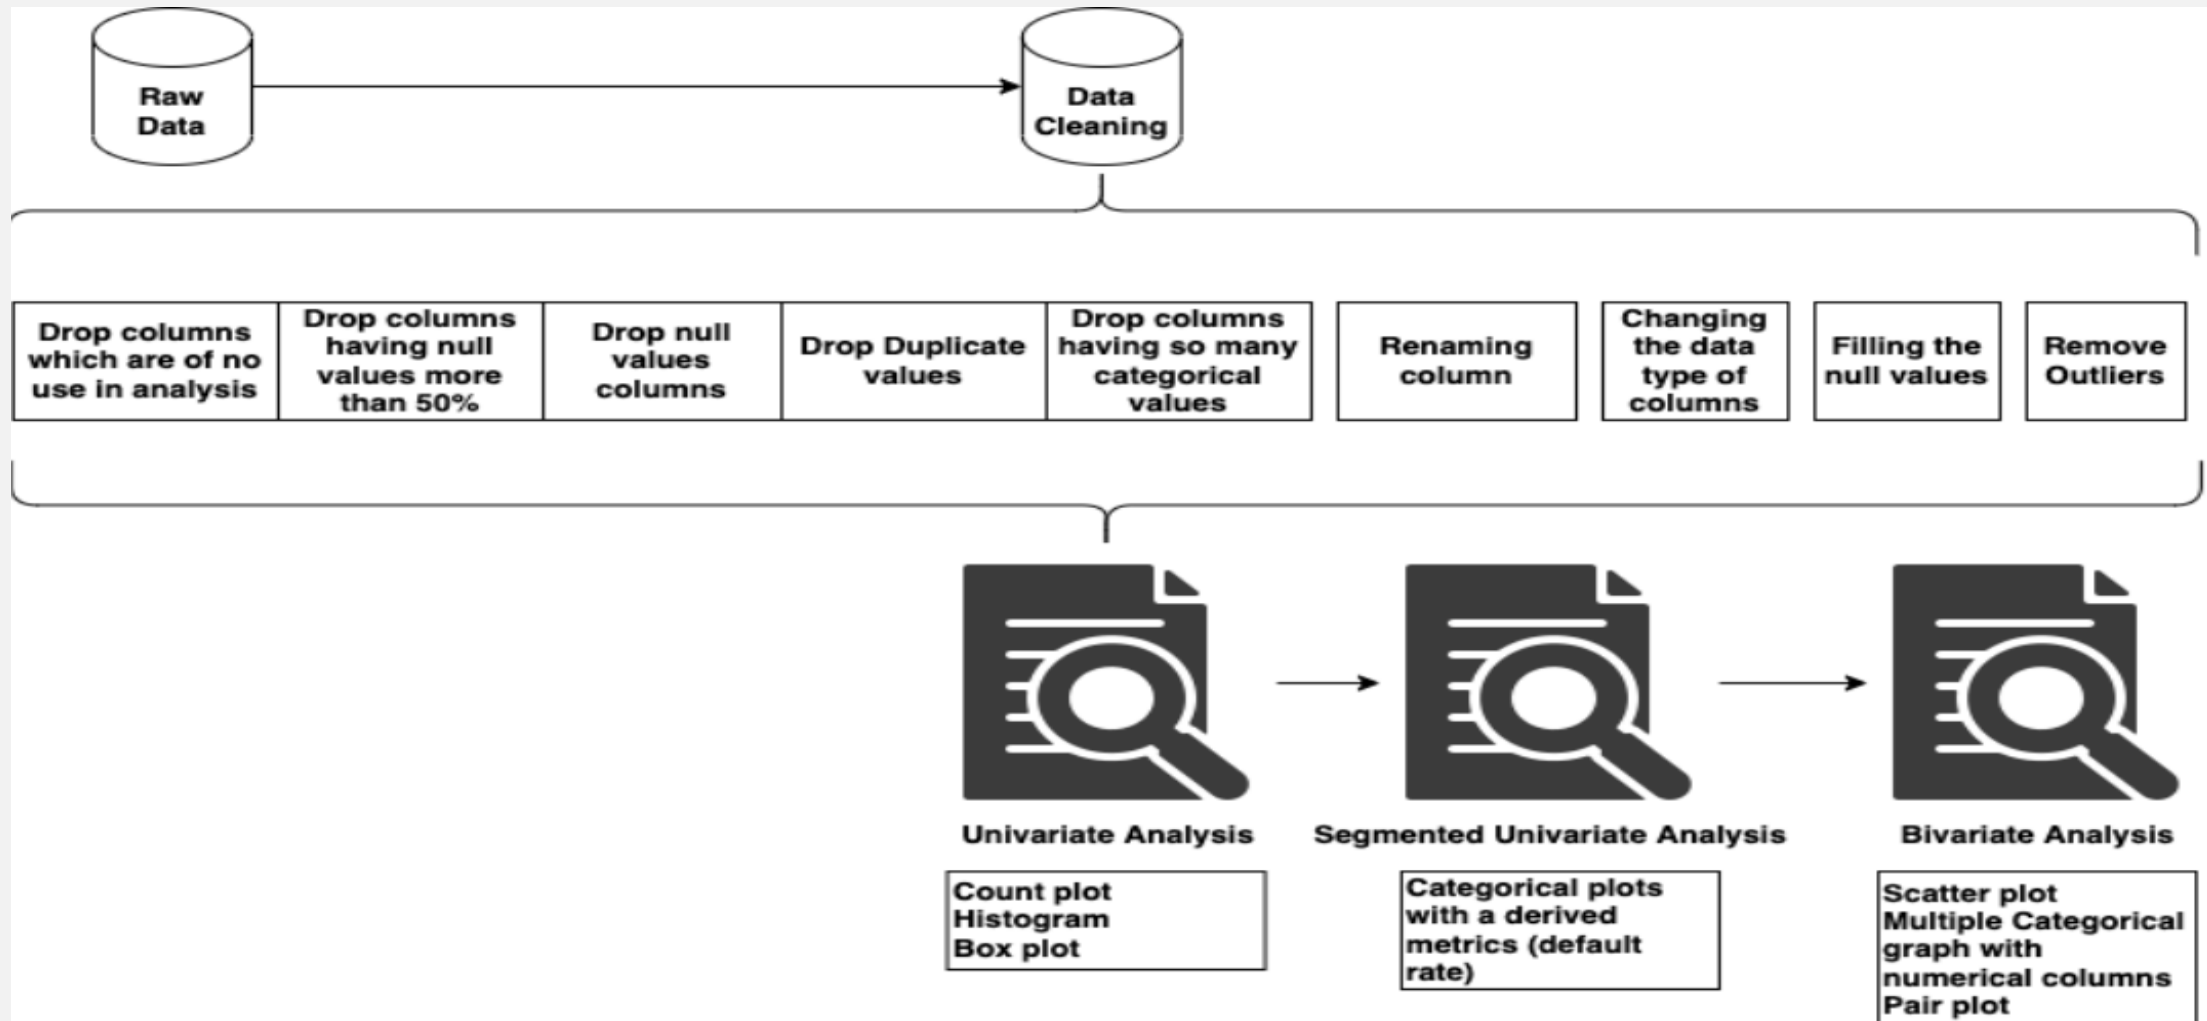 Raw
Data
Data
Cleaning
Drop columns
which are of no
use in analysis
Drop columns
having null
values more
than 50%
Drop null
values
columns
Drop Duplicate
values
Drop columns
having so many
categorical
values
Renaming
column
Changing
the data
type of
columns
Filling the
null values
Remove
Outliers
Univariate Analysis
Count plot
Histogram
Box plot
Segmented Univariate Analysis
Categorical plots
with a derived
metrics (default
rate)
Bivariate Analysis
Scatter plot
Multiple Categorical
graph with
numerical columns
Pair plot